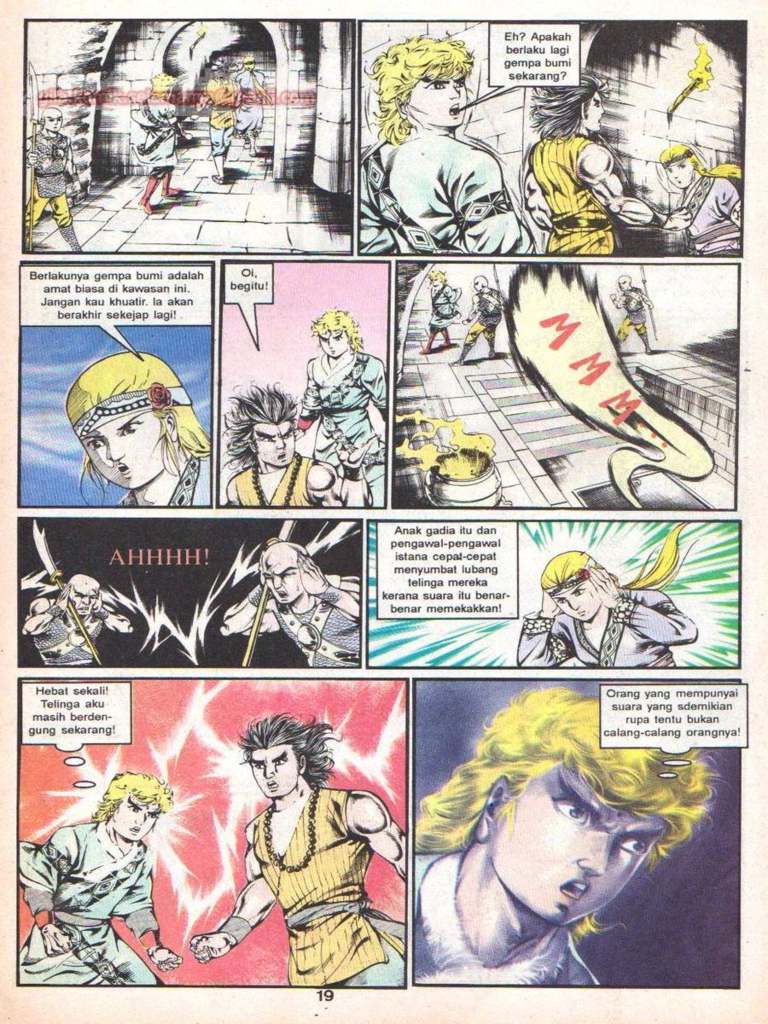 Eh? Apakah
berlaku lagi
gempa bumi
sekarang?
Berlakunya gempa bumi adalah
amat biasa di kawasan ini.
Jangan kau khuatir. Ia akan
berakhir sekejap lagi!
Oi,
begitu!
M M M
AHHHH!
Anak gadia itu dan
pengawal-pengawal
istana cepat-cepat
menyumbat lubang
telinga mereka
kerana suara itu benar-
benar memekakkan!
Hebat sekali!
Telinga aku
masih berden-
gung sekarang!
Orang yang mempunyai
suara yang sdemikian
rupa tentu bukan
calang-calang orangnya!
19